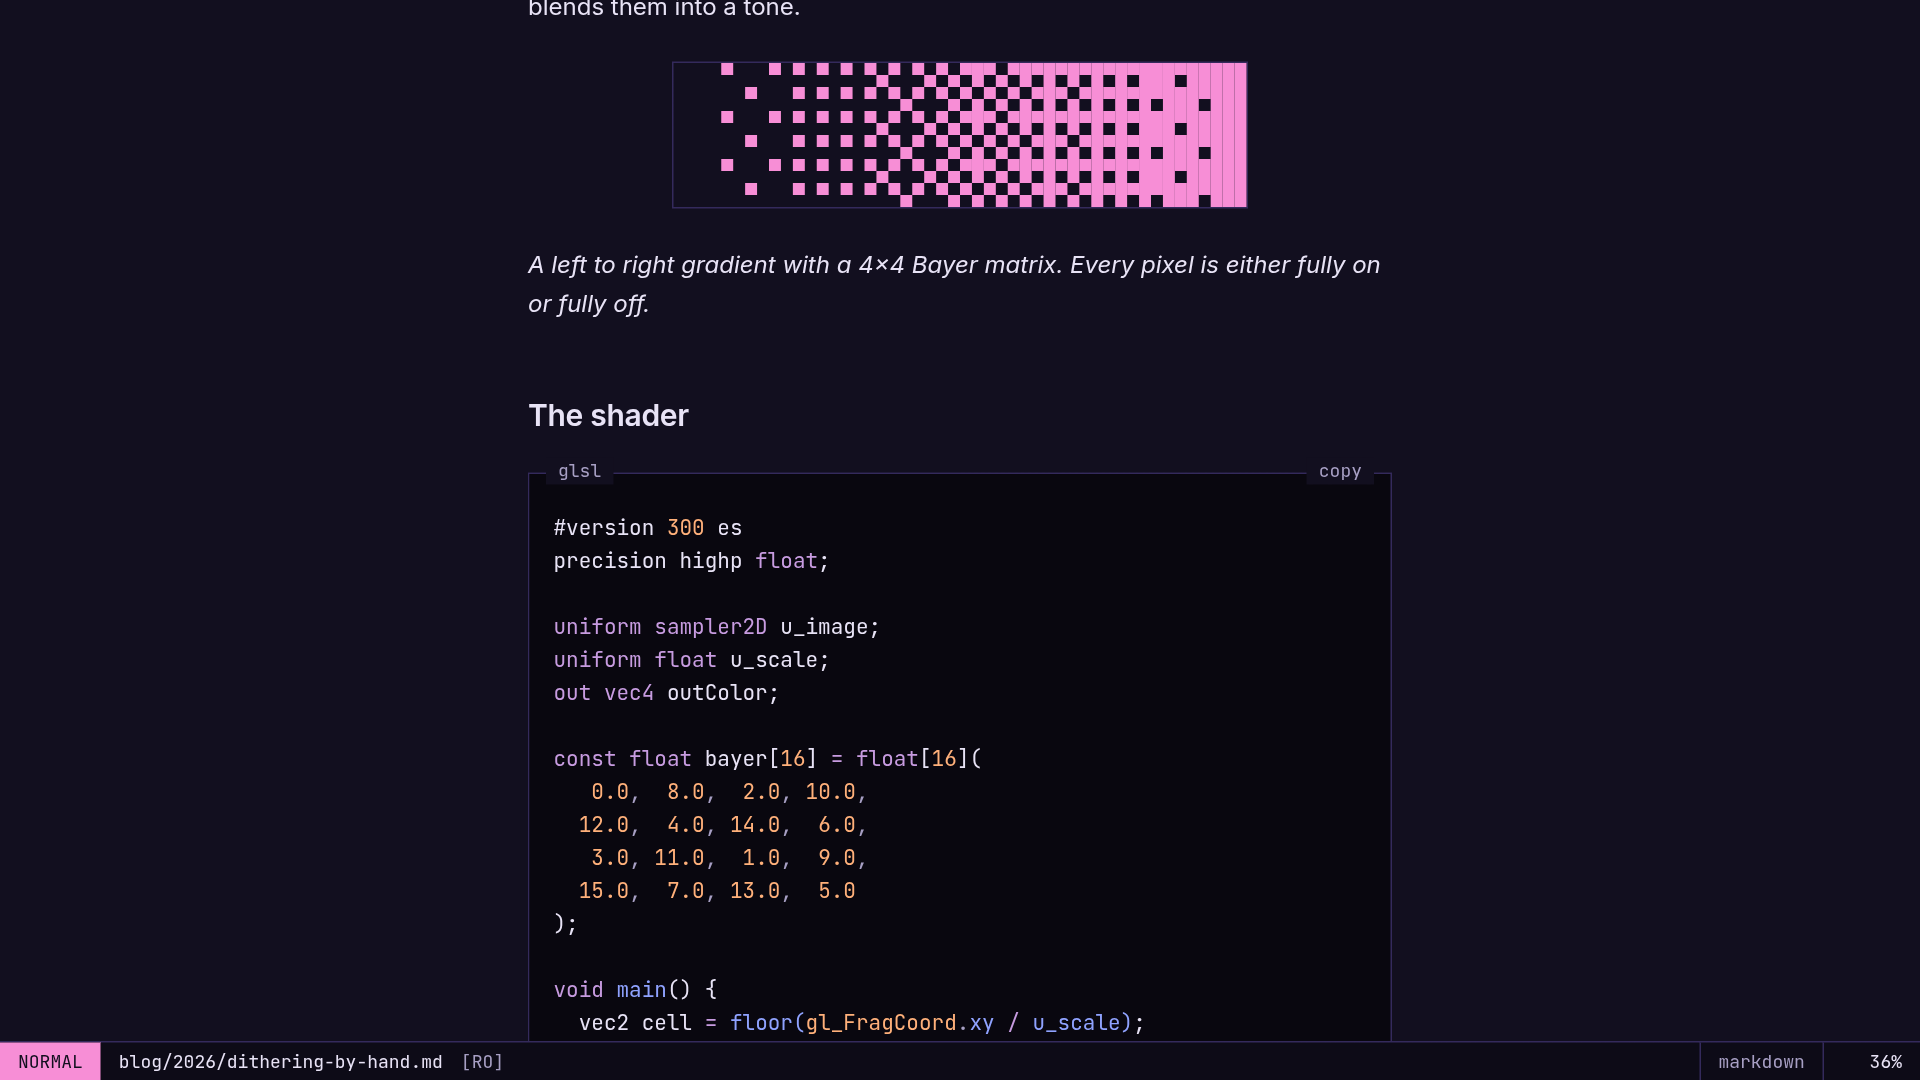 blends them into a tone.
A left to right gradient with a 4×4 Bayer matrix. Every pixel is either fully on
or fully off.
The shader
glsl
copy
#version 300 es
precision highp float;
uniform sampler2D u_image;
uniform float u_scale;
out vec4 outColor;
const float bayer[16] = float[16](
   0.0,  8.0,  2.0, 10.0,
  12.0,  4.0, 14.0,  6.0,
   3.0, 11.0,  1.0,  9.0,
  15.0,  7.0, 13.0,  5.0
);
void main() {
  vec2 cell = floor(gl_FragCoord.xy / u_scale);
NORMAL blog/2026/dithering-by-hand.md [RO] markdown 36%